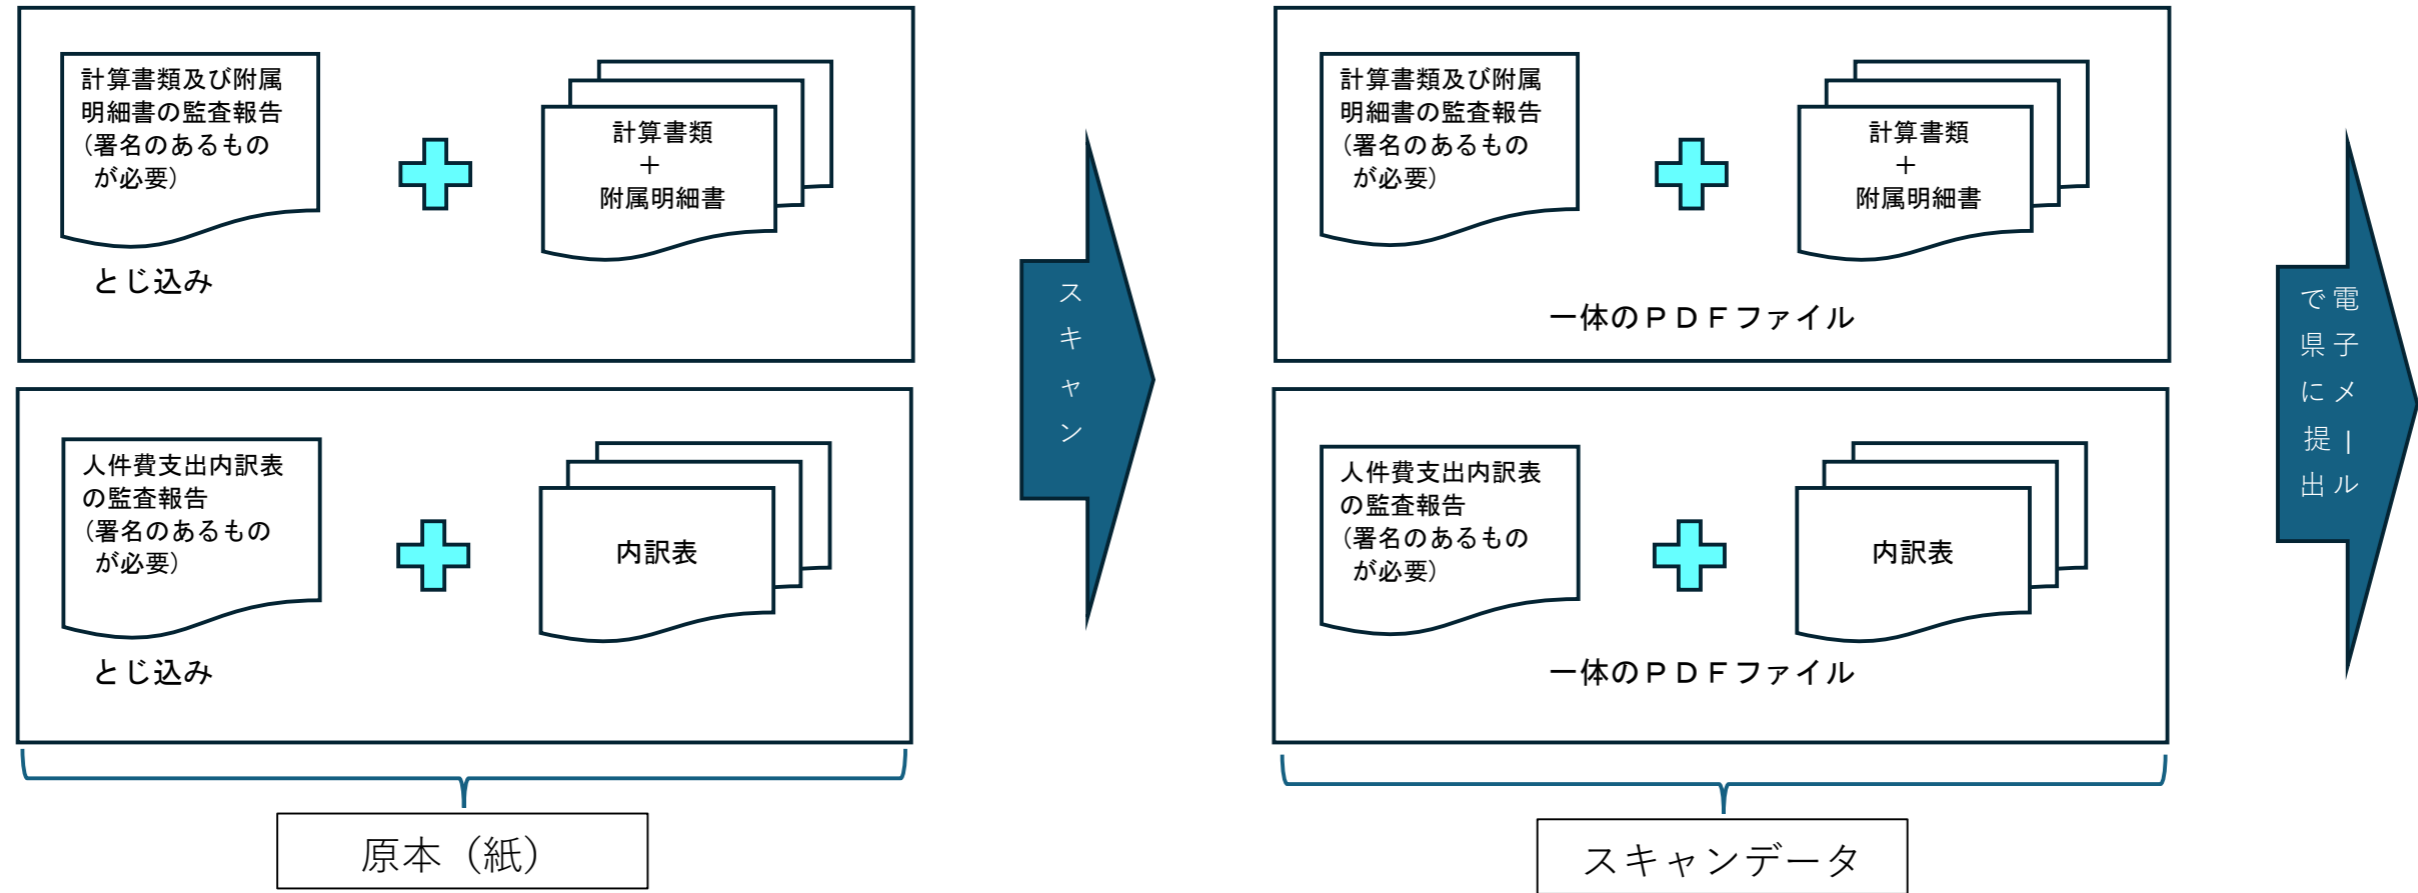 計算書類及び附属
明細書の監査報告
（署名のあるもの
が必要）
計算書類
＋
附属明細書
とじ込み
人件費支出内訳表
の監査報告
（署名のあるもの
が必要）
内訳表
とじ込み
原本（紙）
スキャン
計算書類及び附属
明細書の監査報告
（署名のあるもの
が必要）
計算書類
＋
附属明細書
一体のＰＤＦファイル
人件費支出内訳表
の監査報告
（署名のあるもの
が必要）
内訳表
一体のＰＤＦファイル
スキャンデータ
電子メール
で県に提出